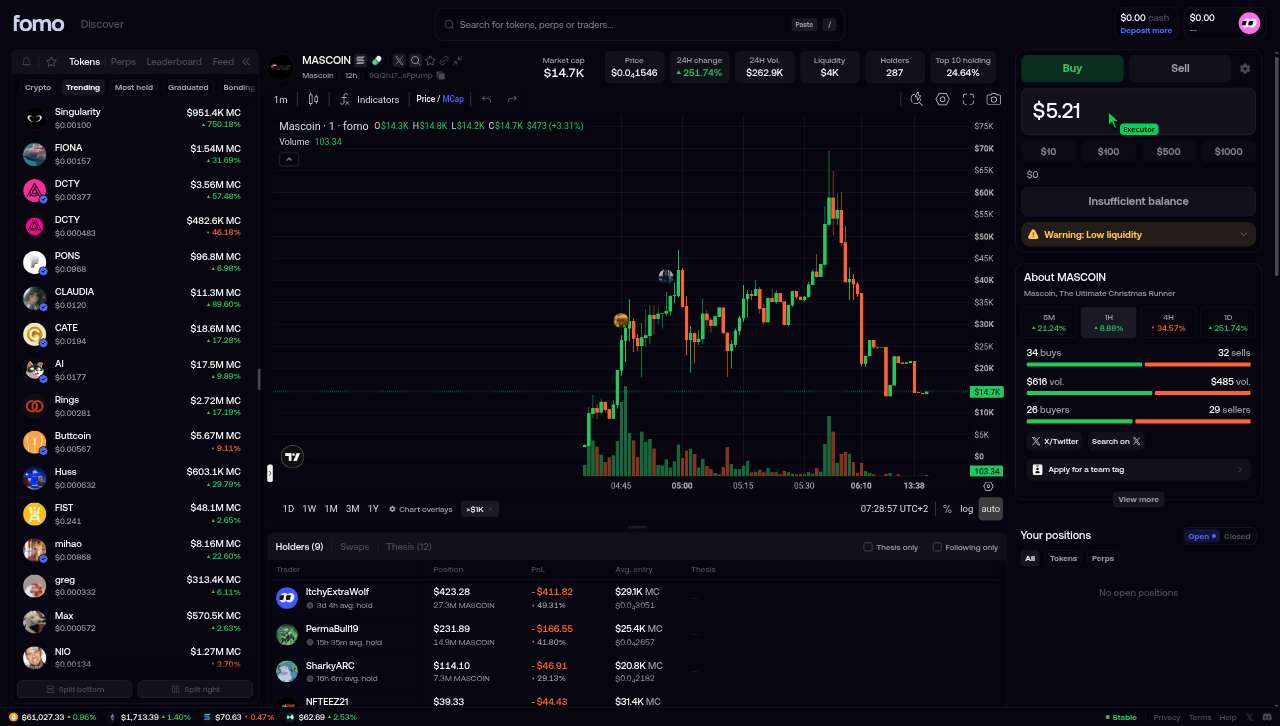 fomo
Discover
Search for tokens, perps or traders...
Paste
/
$0.00 cash
Deposit more
$0.00
—
Tokens Perps Leaderboard Feed
Crypto Trending Most held Graduated Bonding
Singularity $951.4K MC
$0.00100 750.18%
FIONA $1.54M MC
$0.00157 31.69%
DCTY $3.56M MC
$0.00377 57.48%
DCTY $482.6K MC
$0.000483 46.18%
PONS $96.8M MC
$0.0968 6.98%
CLAUDIA $11.3M MC
$0.0120 89.60%
CATE $18.6M MC
$0.0194 17.28%
AI $17.5M MC
$0.0177 9.89%
Rings $2.72M MC
$0.00281 17.19%
Buttcoin $5.67M MC
$0.00567 9.11%
Huss $603.1K MC
$0.000632 29.79%
FIST $48.1M MC
$0.241 2.65%
mihao $8.16M MC
$0.00868 22.60%
greg $313.4K MC
$0.000332 6.11%
Max $570.5K MC
$0.000572 2.63%
NIO $1.27M MC
$0.00134 3.70%
Split bottom Split right
MASCOIN
Mascoin 12h
Market cap
$14.7K
Price
$0.0₄1546
24H change
251.74%
24H Vol.
$262.9K
Liquidity
$4K
Holders
287
Top 10 holding
24.64%
1m Indicators Price / MCap
Mascoin · 1 · fomo O$14.3K H$14.8K L$14.2K C$14.7K $473 (+3.31%)
Volume 103.34
$75K
$70K
$65K
$60K
$55K
$50K
$45K
$40K
$35K
$30K
$25K
$20K
$14.7K
$10K
$5K
$0
103.34
04:45 05:00 05:15 05:30 06:10 13:38
1D 1W 1M 3M 1Y Chart overlays >$1K
07:28:57 UTC+2 % log auto
Holders (9) Swaps Thesis (12)
Thesis only Following only
Trader Position PnL Avg. entry Thesis
ItchyExtraWolf $423.28 - $411.82 $29.1K MC
3d 4h avg. hold 27.3M MASCOIN 49.31% $0.0₄3051
PermaBull19 $231.89 - $166.55 $25.4K MC
15h 35m avg. hold 14.9M MASCOIN 41.80% $0.0₄2657
SharkyARC $114.10 - $46.91 $20.8K MC
16h 6m avg. hold 7.3M MASCOIN 29.13% $0.0₄2182
NFTEEZ21 $39.33 - $44.43 $31.4K MC
Buy Sell
$5.21
Executor
$10 $100 $500 $1000
$0
Insufficient balance
Warning: Low liquidity
About MASCOIN
Mascoin, The Ultimate Christmas Runner
5M 1H 4H 1D
21.24% 8.88% 34.57% 251.74%
34 buys 32 sells
$616 vol. $485 vol.
26 buyers 29 sellers
X/Twitter Search on X
Apply for a team tag
View more
Your positions
Open Closed
All Tokens Perps
No open positions
$61,027.33 0.96% $1,713.39 1.40% $70.63 0.47% $62.69 2.53%
Stable Privacy Terms Help